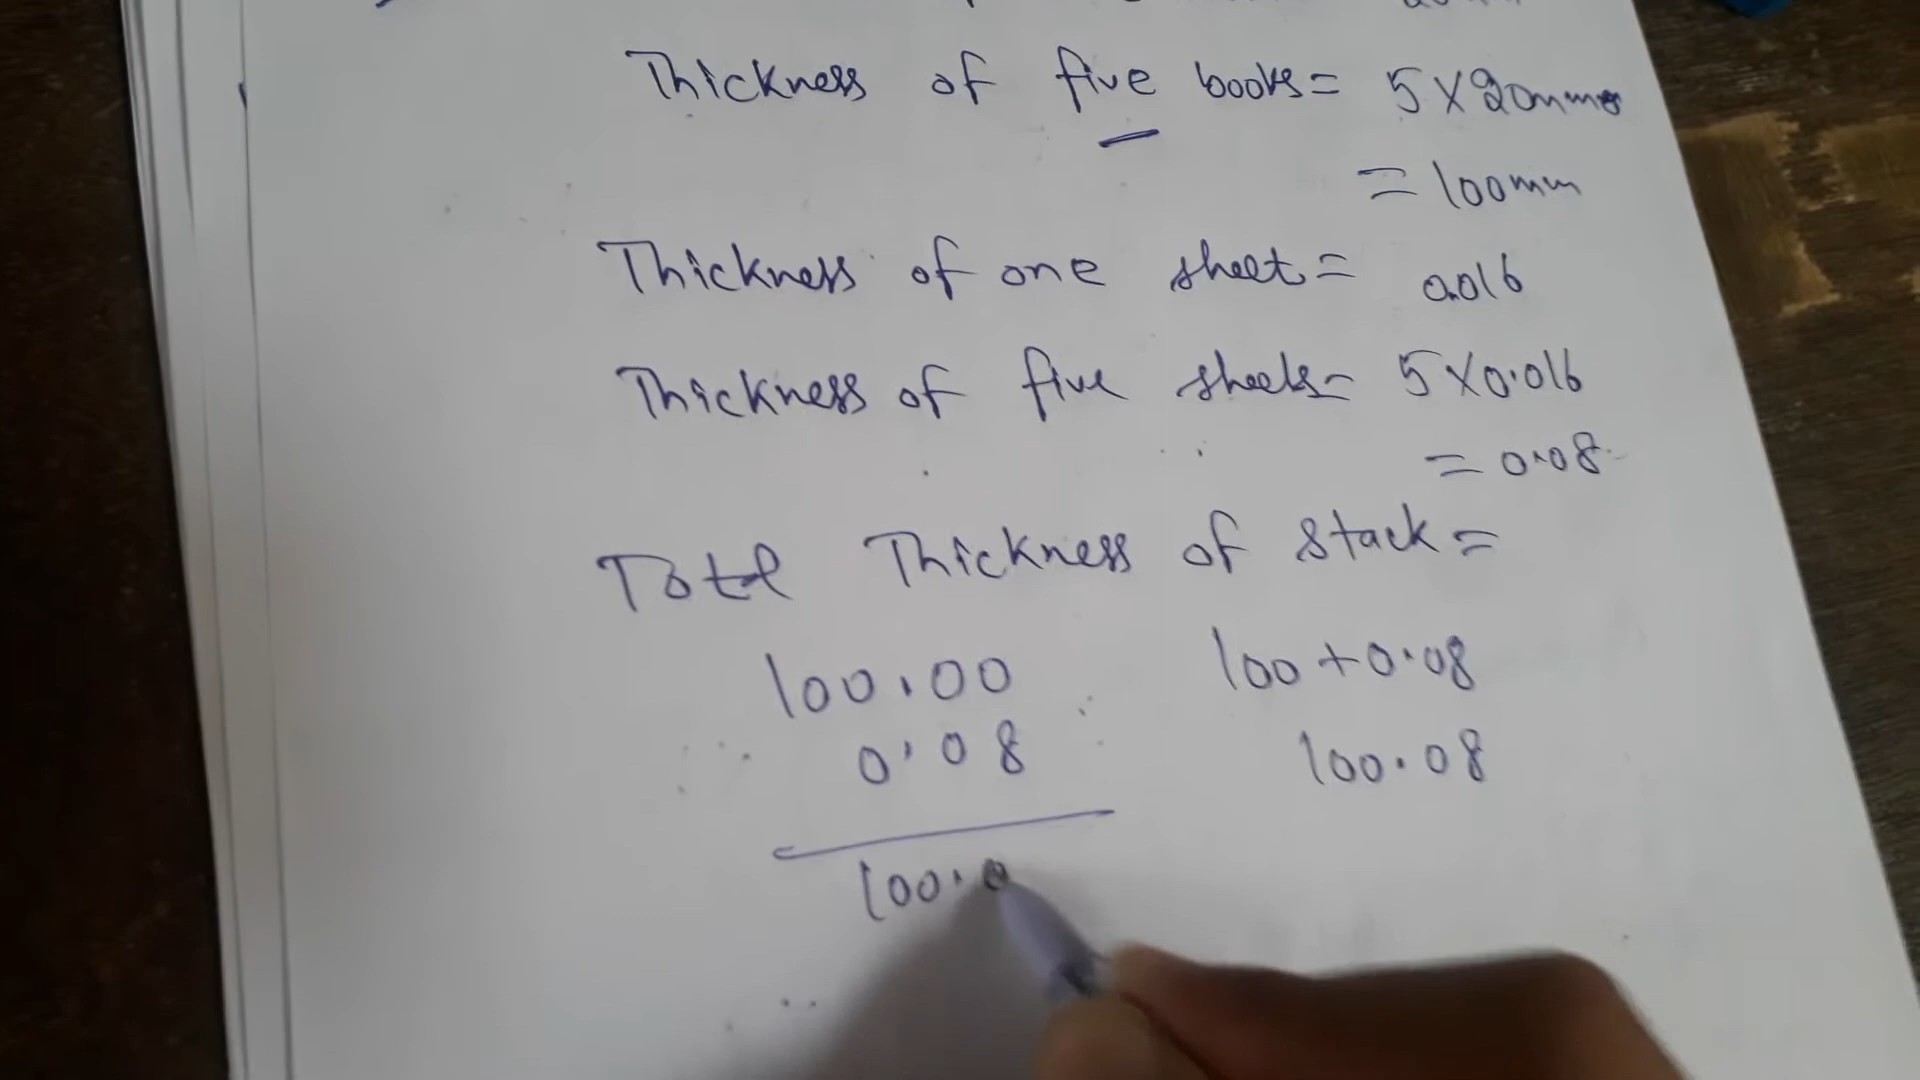 Thickness of five books = 5 X 20mm
= 100mm
Thickness of one sheet = 0.016
Thickness of five sheets = 5 X 0.016
= 0.08
Total Thickness of stack =
100.00
0.08
100.0
100 + 0.08
100.08